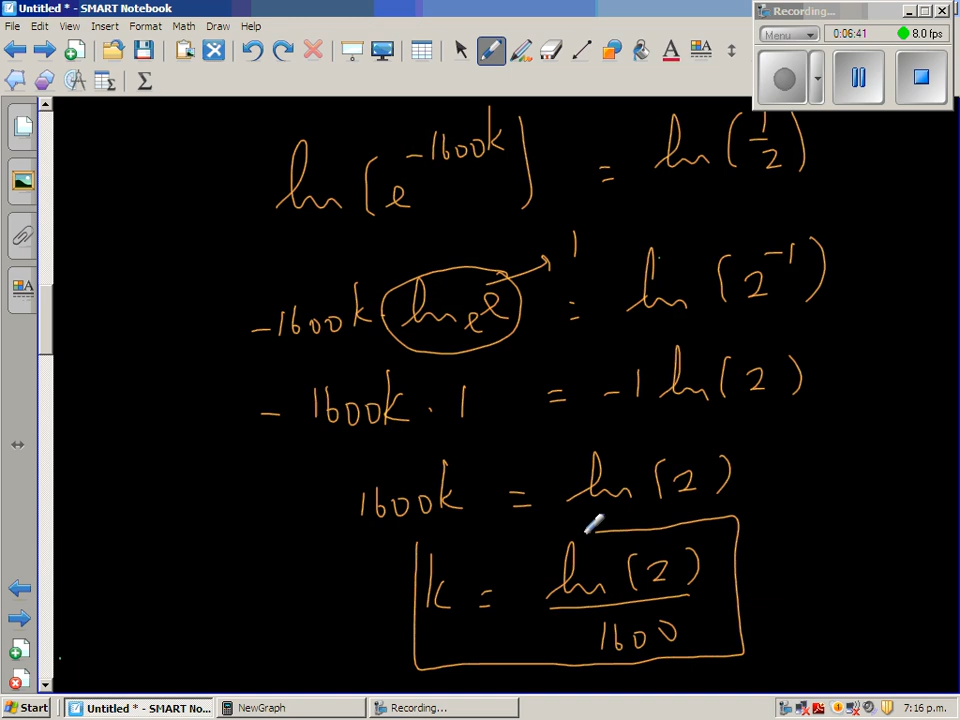 Untitled * - SMART Notebook
File Edit View Insert Format Math Draw Help
Recording...
Menu 0:06:41 8.0 fps
ln(e^-1600k) = ln(1/2)
1
-1600k · ln_e e = ln(2^-1)
- 1600k · 1 = -1 ln(2)
1600k = ln(2)
k = ln(2)/1600
Start Untitled * - SMART No... NewGraph Recording... 7:16 p.m.